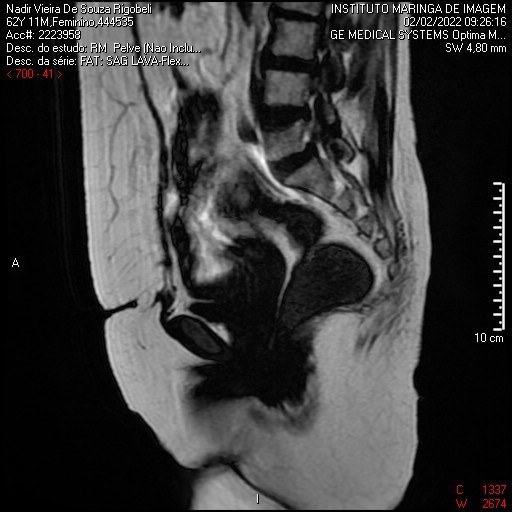 Nadir Vieira De Souza Rigobeli
62Y 11M,Feminino,444535
Acc#: 2223953
Desc. do estudo: RM Pelve (Nao Inclu...
Desc. da série: FAT: SAG LAVA-Flex...
< 700 - 41 >
INSTITUTO MARINGA DE IMAGEM
02/02/2022 09:26:16
GE MEDICAL SYSTEMS Optima M...
SW 4,80 mm
A
10 cm
I
C 1337
W 2674